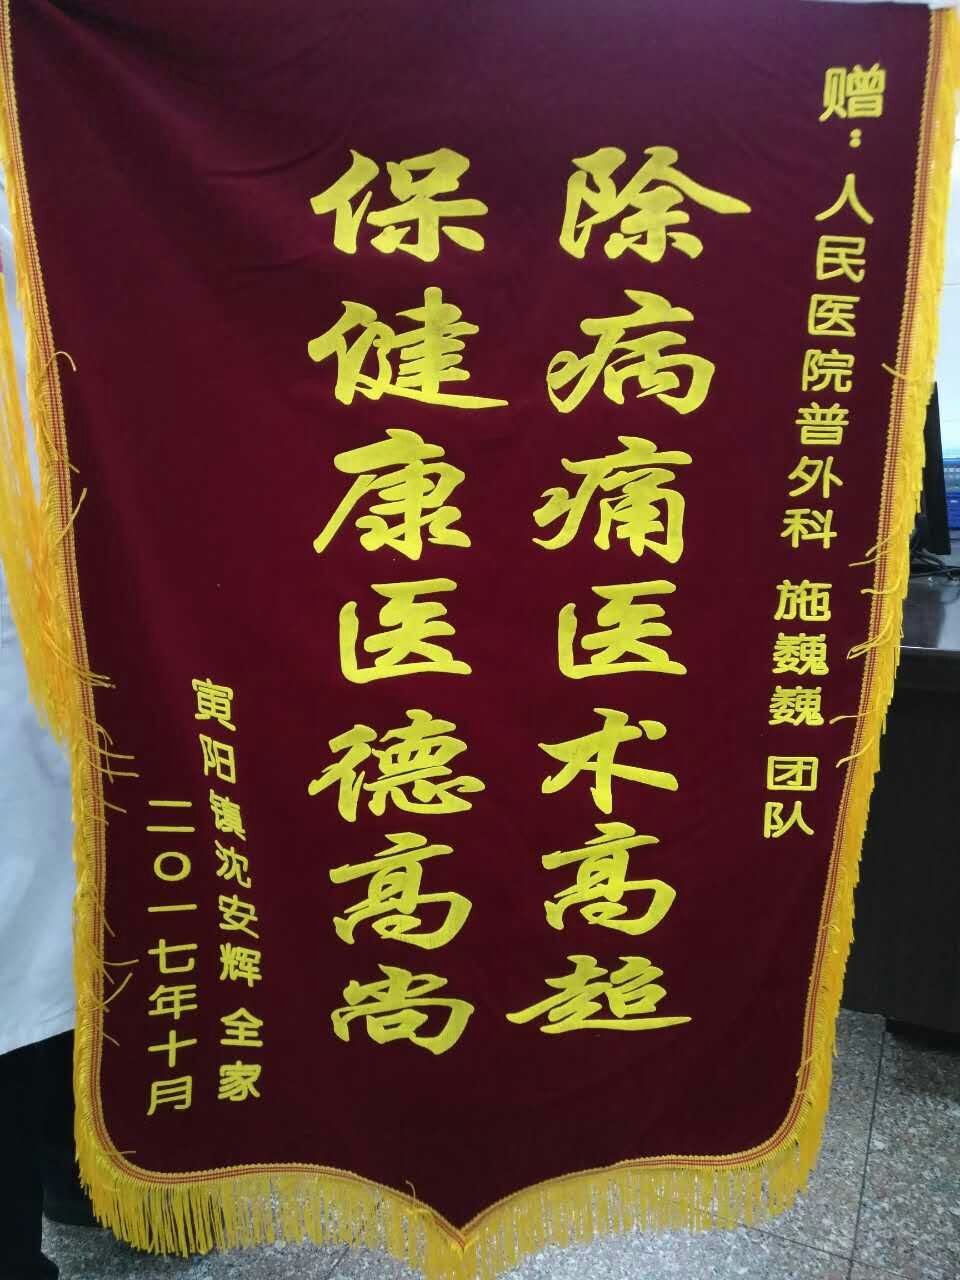 赠：人民医院普外科 施巍巍 团队
除病痛医术高超
保健康医德高尚
寅阳镇沈安辉 全家
二〇一七年十月